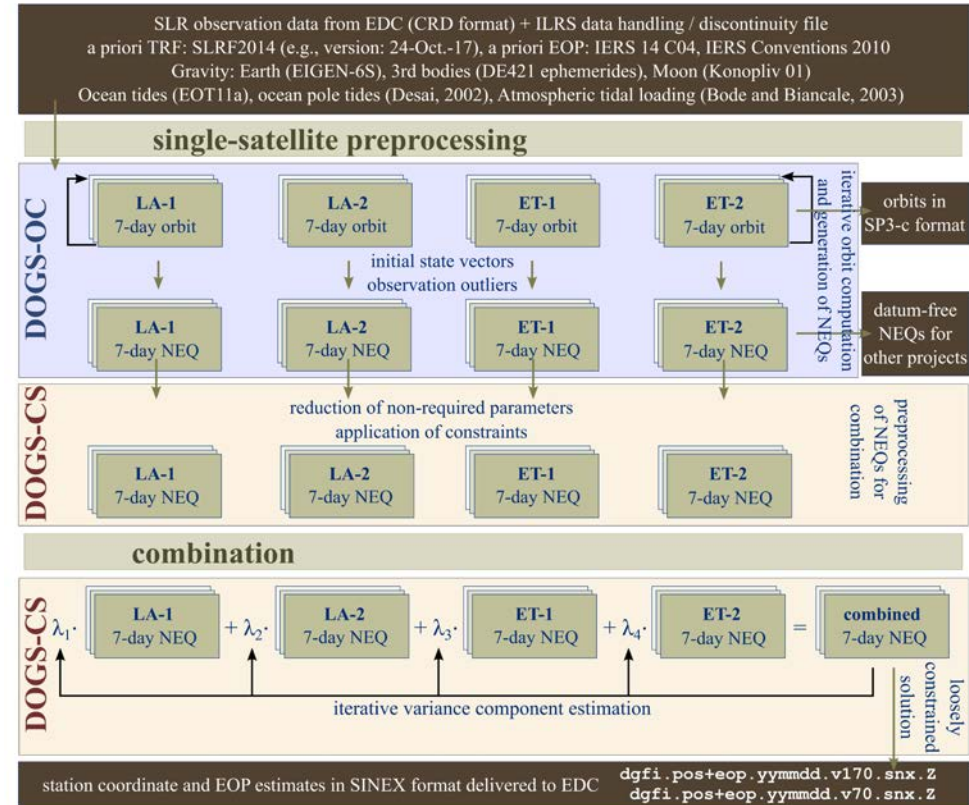 SLR observation data from EDC (CRD format) + ILRS data handling / discontinuity file
a priori TRF: SLRF2014 (e.g., version: 24-Oct.-17), a priori EOP: IERS 14 C04, IERS Conventions 2010
Gravity: Earth (EIGEN-6S), 3rd bodies (DE421 ephemerides), Moon (Konopliv 01)
Ocean tides (EOT11a), ocean pole tides (Desai, 2002), Atmospheric tidal loading (Bode and Biancale, 2003)
single-satellite preprocessing
DOGS-OC
LA-1
7-day orbit
LA-2
7-day orbit
ET-1
7-day orbit
ET-2
7-day orbit
iterative orbit computation
and generation of NEQs
orbits in
SP3-c format
initial state vectors
observation outliers
LA-1
7-day NEQ
LA-2
7-day NEQ
ET-1
7-day NEQ
ET-2
7-day NEQ
datum-free
NEQs for
other projects
DOGS-CS
reduction of non-required parameters
application of constraints
LA-1
7-day NEQ
LA-2
7-day NEQ
ET-1
7-day NEQ
ET-2
7-day NEQ
preprocessing
of NEQs for
combination
combination
DOGS-CS
λ1·
LA-1
7-day NEQ
+ λ2·
LA-2
7-day NEQ
+ λ3·
ET-1
7-day NEQ
+ λ4·
ET-2
7-day NEQ
=
combined
7-day NEQ
iterative variance component estimation
loosely
constrained
solution
station coordinate and EOP estimates in SINEX format delivered to EDC
dgfi.pos+eop.yymmdd.v170.snx.Z
dgfi.pos+eop.yymmdd.v70.snx.Z